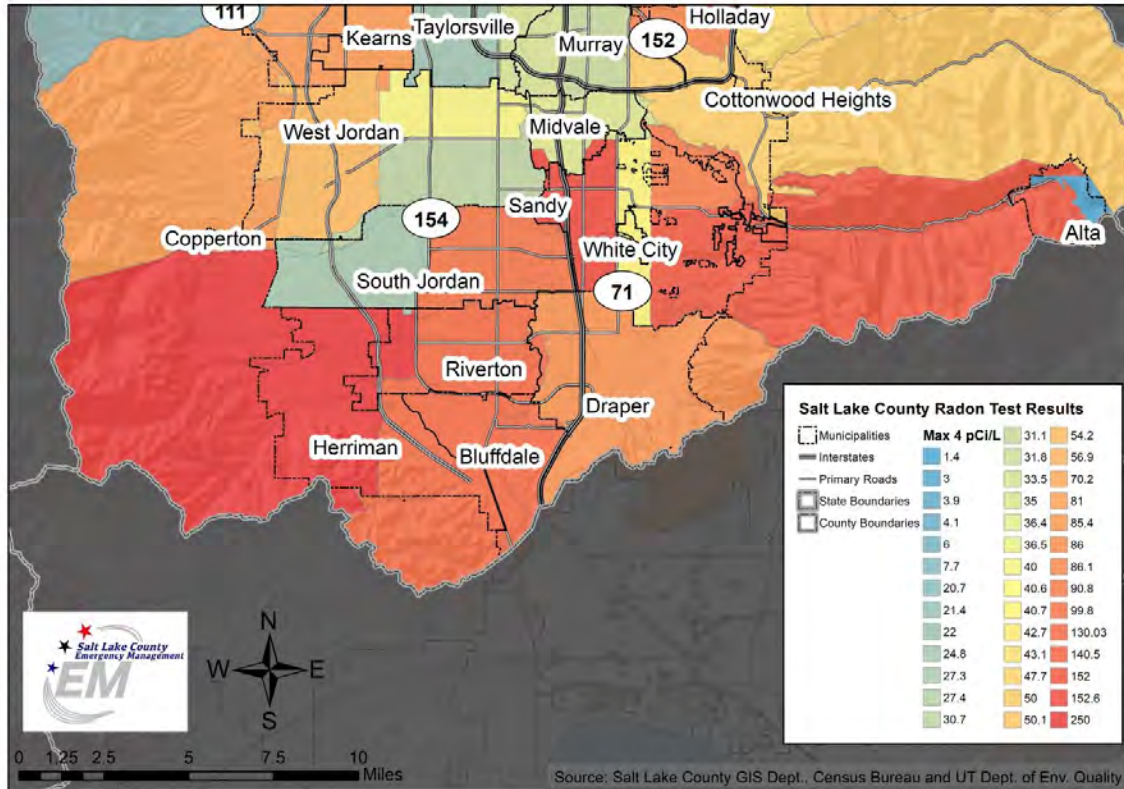 111
Taylorsville
Holladay
Kearns
Murray
152
Cottonwood Heights
West Jordan
Midvale
154
Sandy
Copperton
White City
Alta
South Jordan
71
Riverton
Draper
Herriman
Bluffdale
Salt Lake County Radon Test Results
Municipalities
Interstates
Primary Roads
State Boundaries
County Boundaries
Max 4 pCi/L
1.4
3
3.9
4.1
6
7.7
20.7
21.4
22
24.8
27.3
27.4
30.7
31.1
31.8
33.5
35
36.4
36.5
40
40.6
40.7
42.7
43.1
47.7
50
50.1
54.2
56.9
70.2
81
85.4
86
86.1
90.8
99.8
130.03
140.5
152
152.6
250
Salt Lake County
Emergency Management
EM
N
W E
S
0 1.25 2.5 5 7.5 10
Miles
Source: Salt Lake County GIS Dept., Census Bureau and UT Dept. of Env. Quality